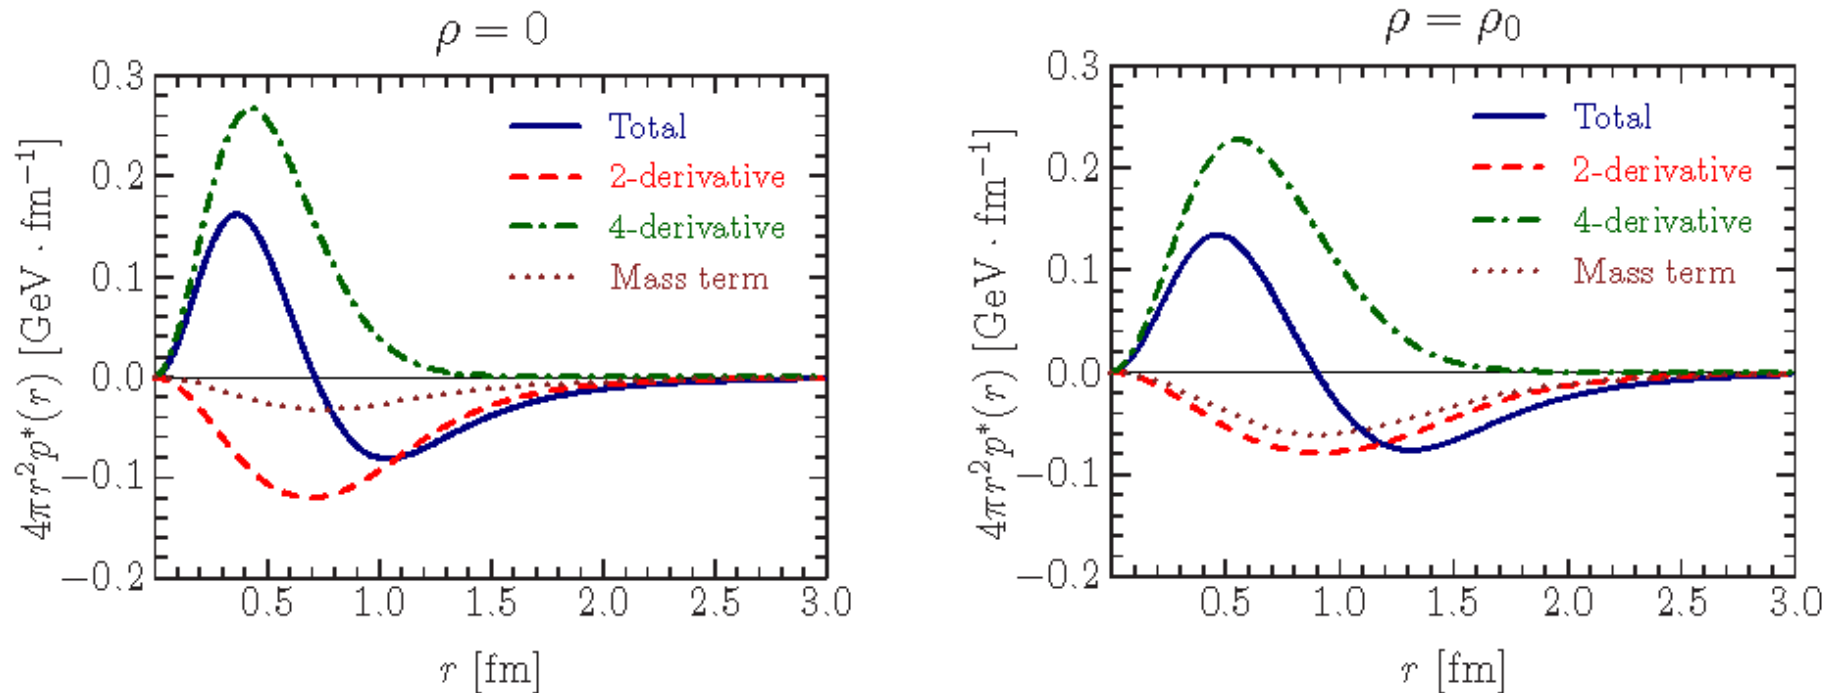 ρ = 0
4πr²p*(r) [GeV · fm⁻¹]
0.3
0.2
0.1
0.0
−0.1
−0.2
Total
2-derivative
4-derivative
Mass term
0.5 1.0 1.5 2.0 2.5 3.0
r [fm]
ρ = ρ₀
4πr²p*(r) [GeV · fm⁻¹]
0.3
0.2
0.1
0.0
−0.1
−0.2
Total
2-derivative
4-derivative
Mass term
0.5 1.0 1.5 2.0 2.5 3.0
r [fm]